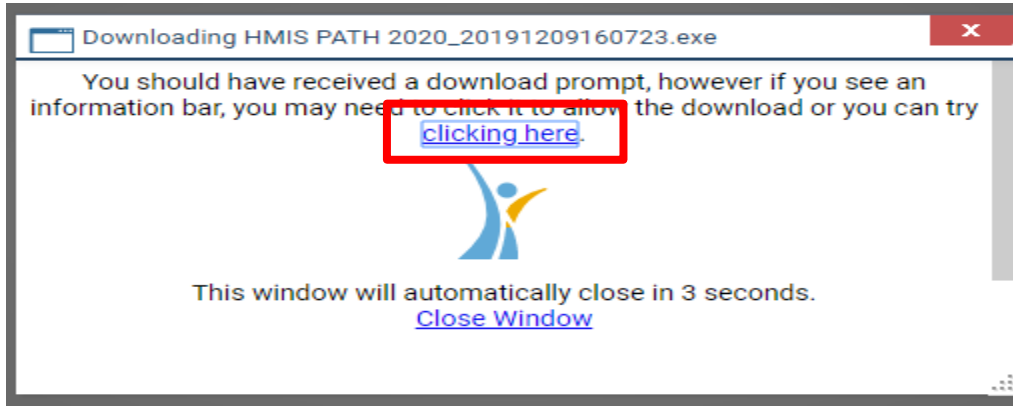 Downloading HMIS PATH 2020_20191209160723.exe
x
You should have received a download prompt, however if you see an
information bar, you may need to click it to allow the download or you can try
clicking here.
This window will automatically close in 3 seconds.
Close Window